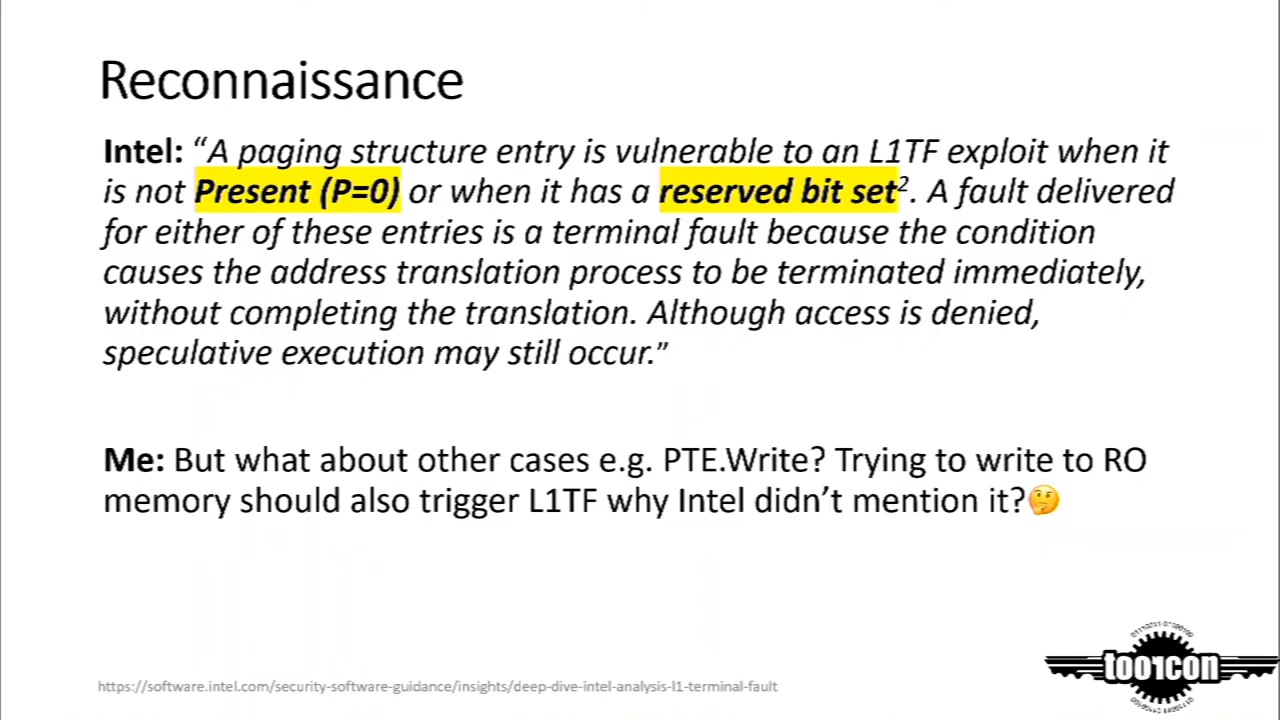 Reconnaissance
Intel: “A paging structure entry is vulnerable to an L1TF exploit when it
is not Present (P=0) or when it has a reserved bit set². A fault delivered
for either of these entries is a terminal fault because the condition
causes the address translation process to be terminated immediately,
without completing the translation. Although access is denied,
speculative execution may still occur.”
Me: But what about other cases e.g. PTE.Write? Trying to write to RO
memory should also trigger L1TF why Intel didn’t mention it?🤔
too1con
https://software.intel.com/security-software-guidance/insights/deep-dive-intel-analysis-l1-terminal-fault